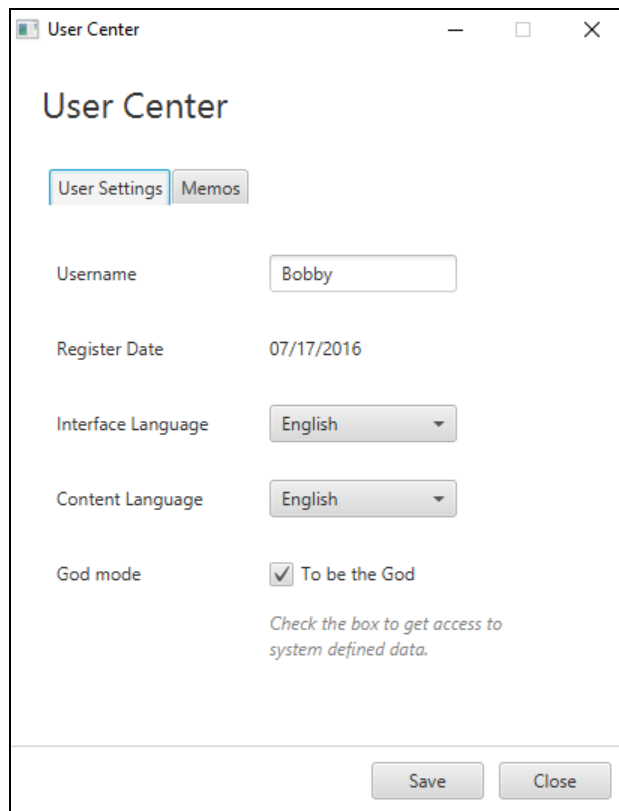 User Center
User Center
User Settings Memos
Username Bobby
Register Date 07/17/2016
Interface Language English
Content Language English
God mode To be the God
Check the box to get access to
system defined data.
Save Close